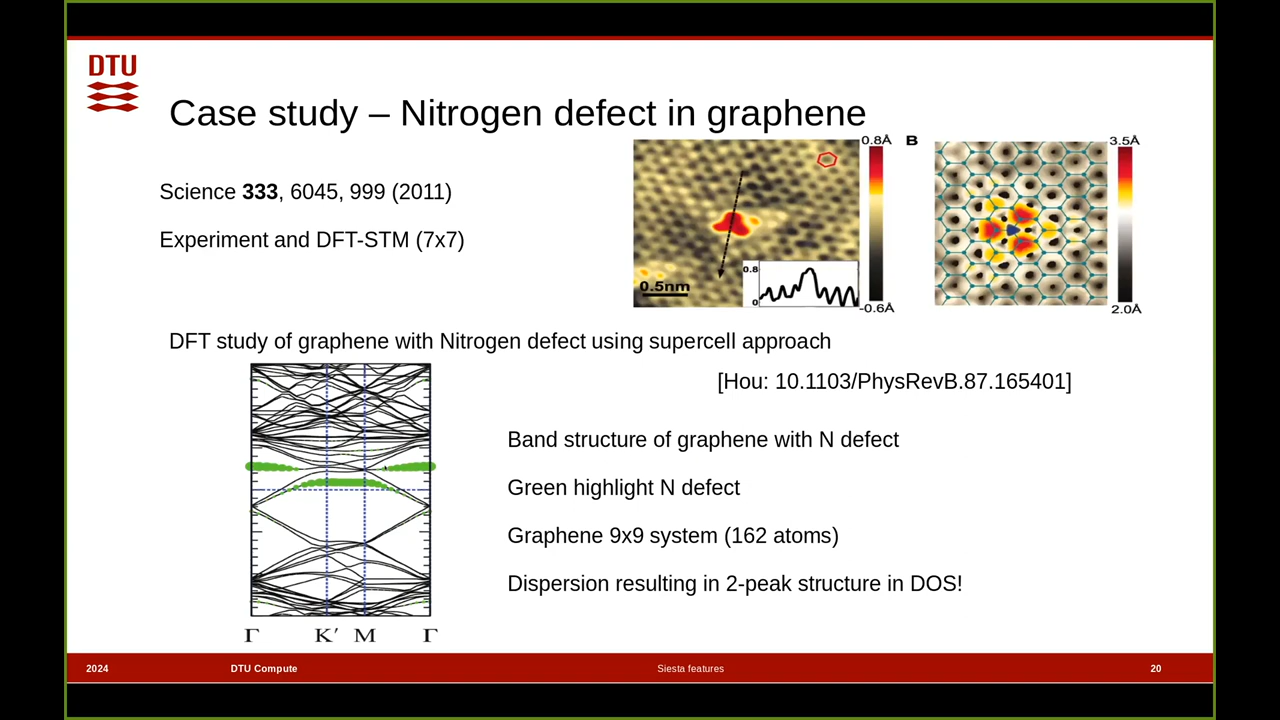 DTU
Case study – Nitrogen defect in graphene
Science 333, 6045, 999 (2011)
Experiment and DFT-STM (7x7)
0.8Å
0.5nm
0.8
0
-0.6Å
B
3.5Å
2.0Å
DFT study of graphene with Nitrogen defect using supercell approach
[Hou: 10.1103/PhysRevB.87.165401]
Band structure of graphene with N defect
Green highlight N defect
Graphene 9x9 system (162 atoms)
Dispersion resulting in 2-peak structure in DOS!
Γ K′ M Γ
2024 DTU Compute Siesta features 20